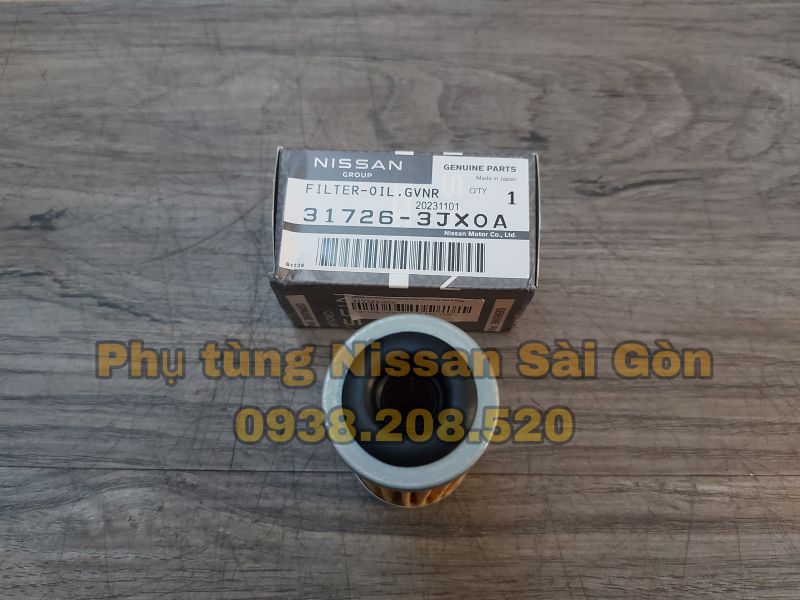 NISSAN
GROUP
GENUINE PARTS
Made in Japan
FILTER-OIL.GVNR
Q'TY
1
20231101
31726-3JX0A
Nissan Motor Co., Ltd.
Phụ tùng Nissan Sài Gòn
0938.208.520